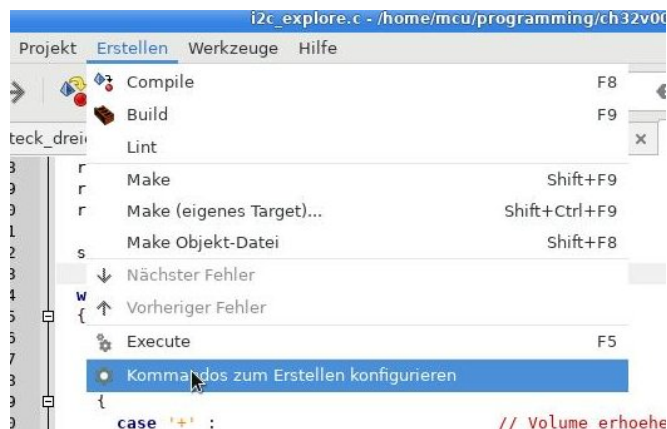 i2c_explore.c - /home/mcu/programming/ch32v00
Projekt Erstellen Werkzeuge Hilfe
Compile F8
Build F9
teck_drei
Lint
Make Shift+F9
Make (eigenes Target)... Shift+Ctrl+F9
Make Objekt-Datei Shift+F8
Nächster Fehler
Vorheriger Fehler
Execute F5
Kommandos zum Erstellen konfigurieren
{
case '+' : // Volume erhoehe